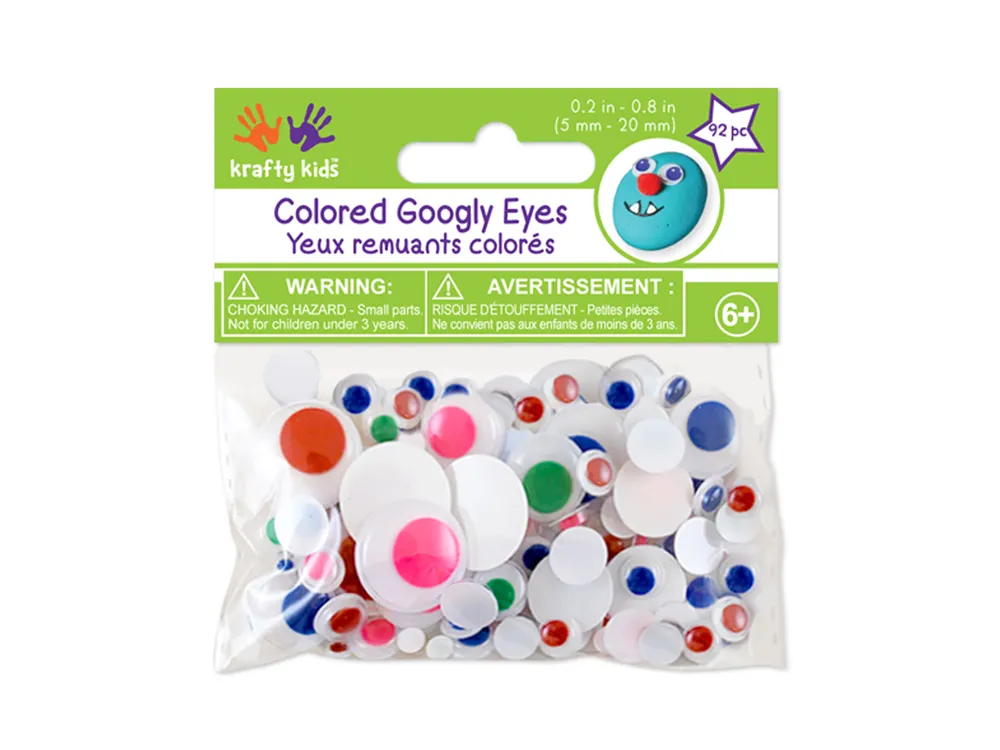 krafty kids™
0.2 in - 0.8 in
(5 mm - 20 mm)
92 pc
Colored Googly Eyes
Yeux remuants colorés
WARNING:
CHOKING HAZARD - Small parts.
Not for children under 3 years.
AVERTISSEMENT :
RISQUE DÉTOUFFEMENT - Petites pièces.
Ne convient pas aux enfants de moins de 3 ans.
6+